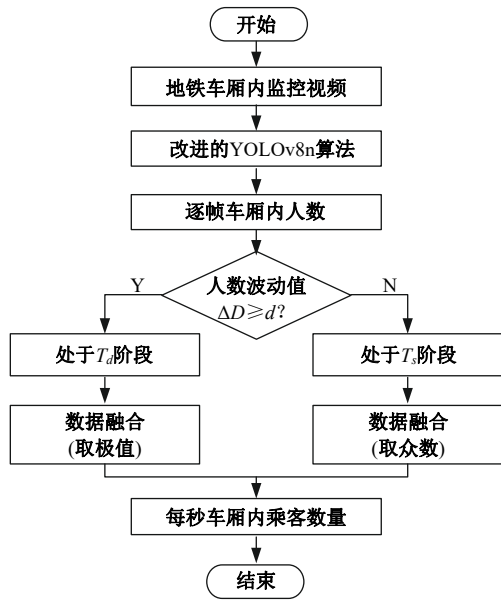 开始
地铁车厢内监控视频
改进的YOLOv8n算法
逐帧车厢内人数
人数波动值
ΔD≥d?
Y
N
处于Td阶段
处于Ts阶段
数据融合
(取极值)
数据融合
(取众数)
每秒车厢内乘客数量
结束